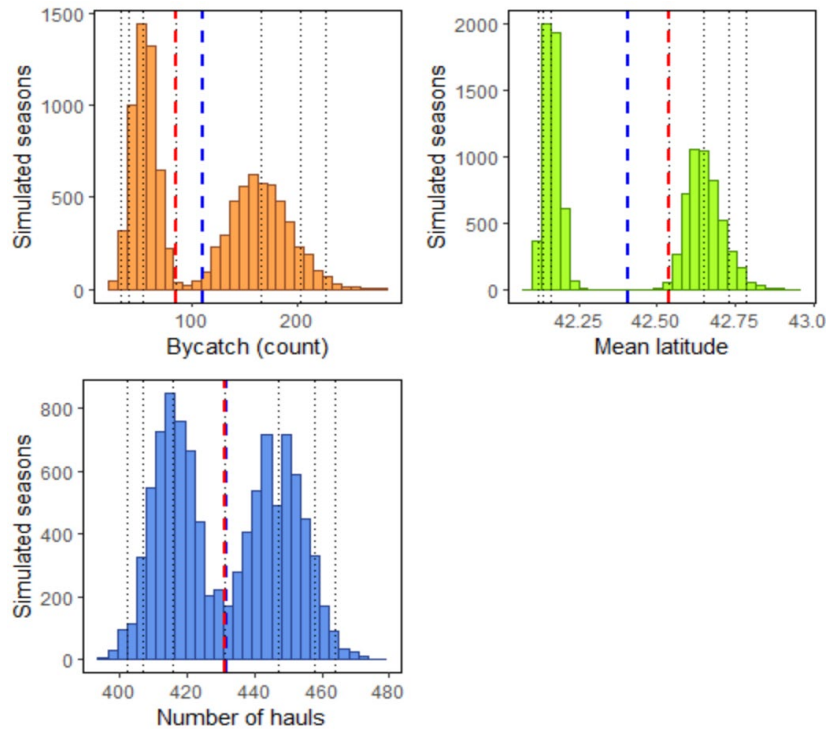 1500
1000
500
0
Simulated seasons
100 200
Bycatch (count)
2000
1500
1000
500
0
Simulated seasons
42.25 42.50 42.75 43.0
Mean latitude
800
600
400
200
0
Simulated seasons
400 420 440 460 480
Number of hauls